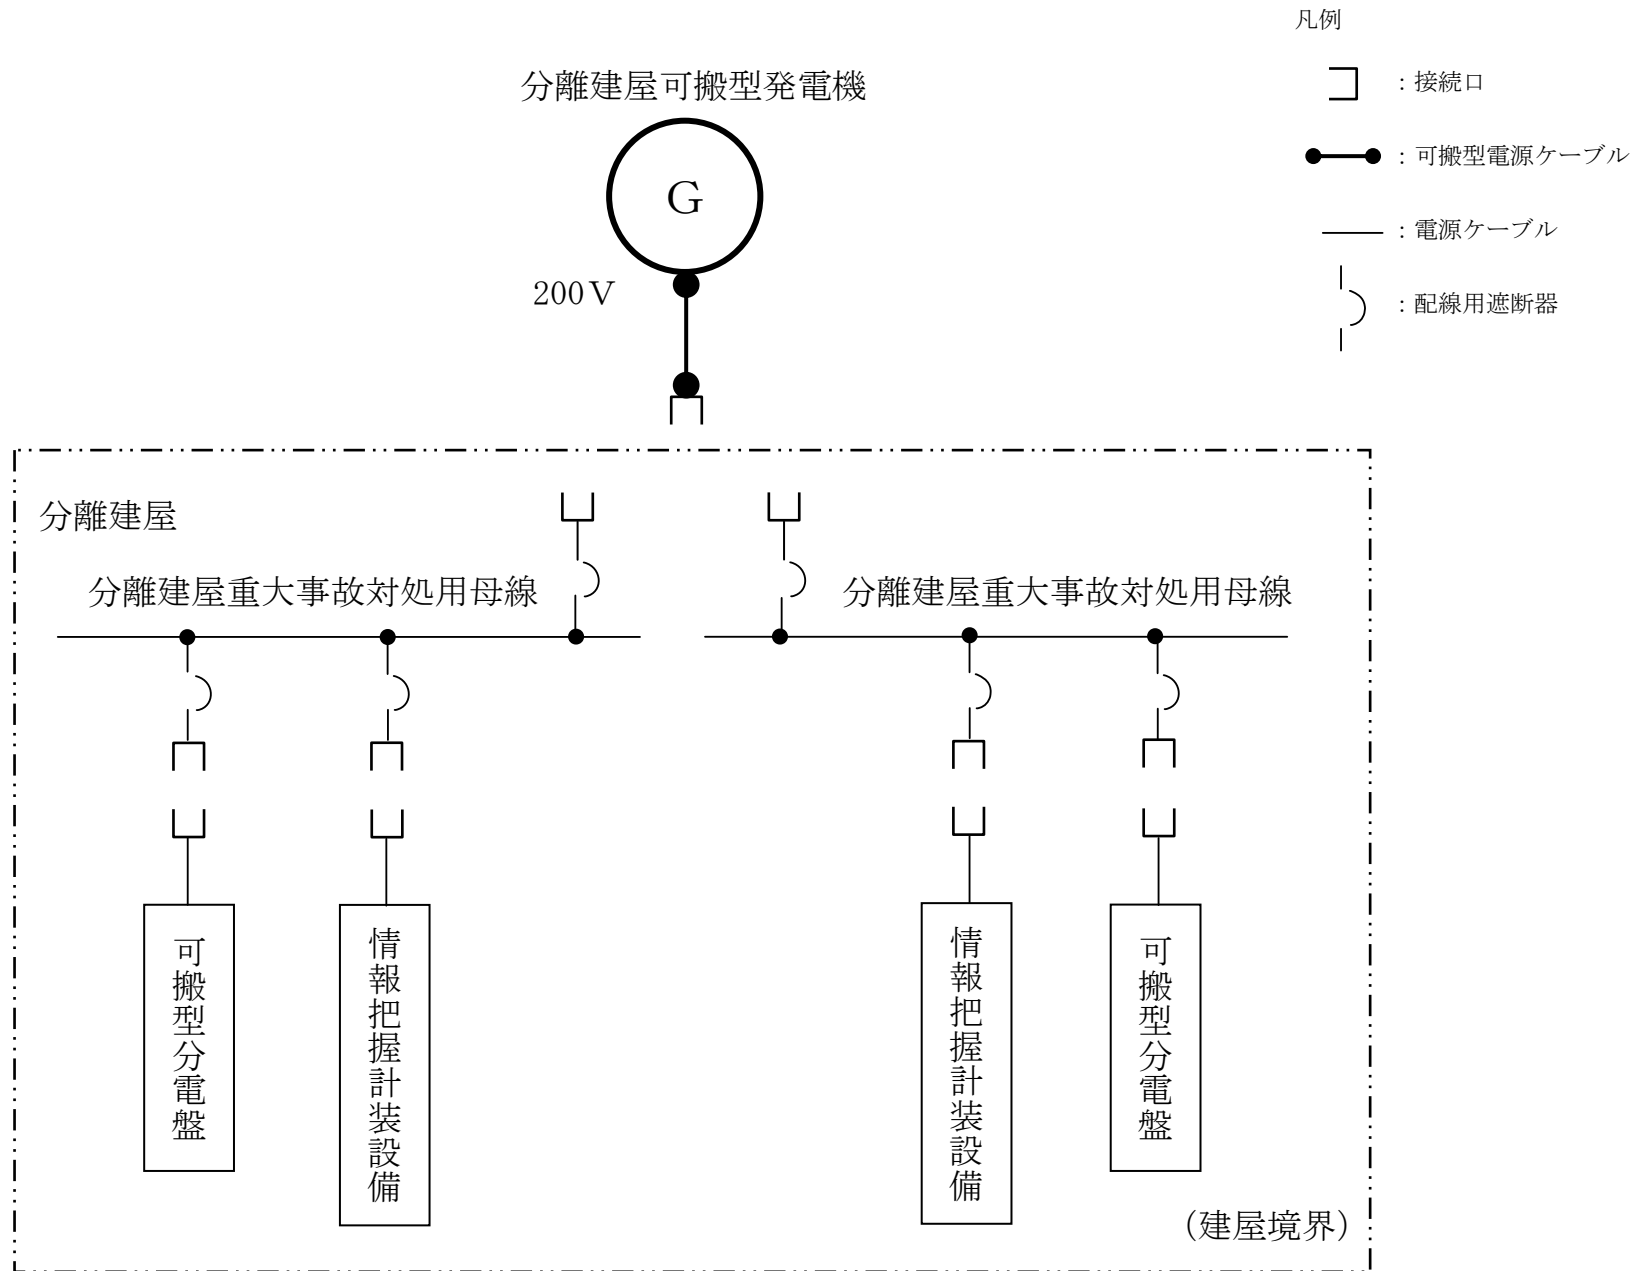 凡例
：接続口
：可搬型電源ケーブル
：電源ケーブル
：配線用遮断器
分離建屋可搬型発電機
G
200V
分離建屋
分離建屋重大事故対処用母線
分離建屋重大事故対処用母線
可搬型分電盤
情報把握計装設備
情報把握計装設備
可搬型分電盤
(建屋境界)